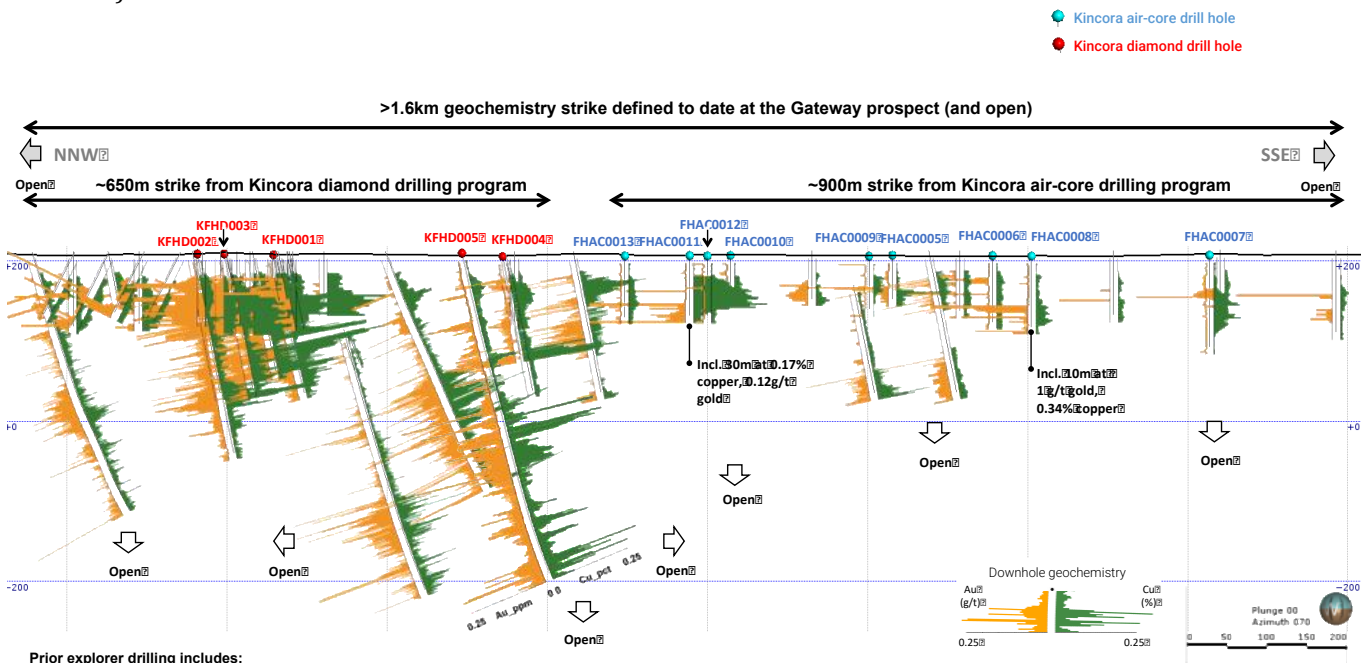 Kincora air-core drill hole
Kincora diamond drill hole
>1.6km geochemistry strike defined to date at the Gateway prospect (and open)
NNW
SSE
Open
Open
~650m strike from Kincora diamond drilling program
~900m strike from Kincora air-core drilling program
KFHD003
KFHD002
KFHD001
KFHD005
KFHD004
FHAC0013
FHAC0011
FHAC0012
FHAC0010
FHAC0009
FHAC0005
FHAC0006
FHAC0008
FHAC0007
+200
+200
Incl. 30m at 0.17%
copper, 0.12g/t
gold
Incl. 10m at
1 g/t gold,
0.34% copper
+0
+0
Open
Open
Open
Open
Open
Open
Open
-200
-200
0.25 Au_ppm 0 0 Cu_pct 0.25
Downhole geochemistry
Au
(g/t)
Cu
(%)
0.25
0.25
Plunge 00
Azimuth 070
0 50 100 150 200
Prior explorer drilling includes: